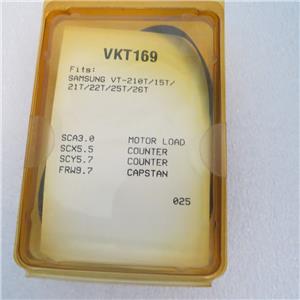 VKT169
Fits:
SAMSUNG VT-210T/15T/
21T/22T/25T/26T
SCA3.0 MOTOR LOAD
SCX5.5 COUNTER
SCY5.7 COUNTER
FRW9.7 CAPSTAN
025